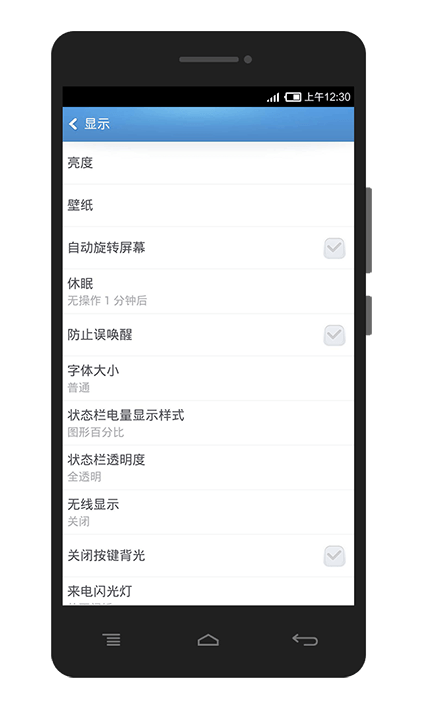 上午12:30
显示
亮度
壁纸
自动旋转屏幕
休眠
无操作 1 分钟后
防止误唤醒
字体大小
普通
状态栏电量显示样式
图形百分比
状态栏透明度
全透明
无线显示
关闭
关闭按键背光
来电闪光灯